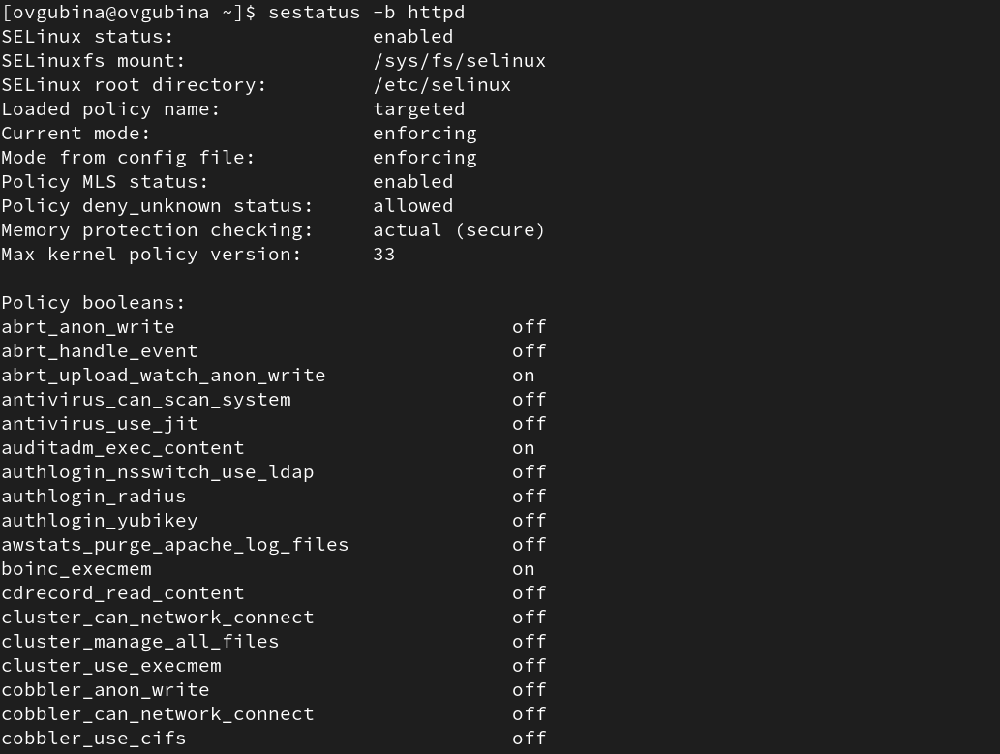 [ovgubina@ovgubina ~]$ sestatus -b httpd
SELinux status:                 enabled
SELinuxfs mount:                /sys/fs/selinux
SELinux root directory:         /etc/selinux
Loaded policy name:             targeted
Current mode:                   enforcing
Mode from config file:          enforcing
Policy MLS status:              enabled
Policy deny_unknown status:     allowed
Memory protection checking:     actual (secure)
Max kernel policy version:      33

Policy booleans:
abrt_anon_write                             off
abrt_handle_event                           off
abrt_upload_watch_anon_write                on
antivirus_can_scan_system                   off
antivirus_use_jit                           off
auditadm_exec_content                       on
authlogin_nsswitch_use_ldap                 off
authlogin_radius                            off
authlogin_yubikey                           off
awstats_purge_apache_log_files              off
boinc_execmem                               on
cdrecord_read_content                       off
cluster_can_network_connect                 off
cluster_manage_all_files                    off
cluster_use_execmem                         off
cobbler_anon_write                          off
cobbler_can_network_connect                 off
cobbler_use_cifs                            off